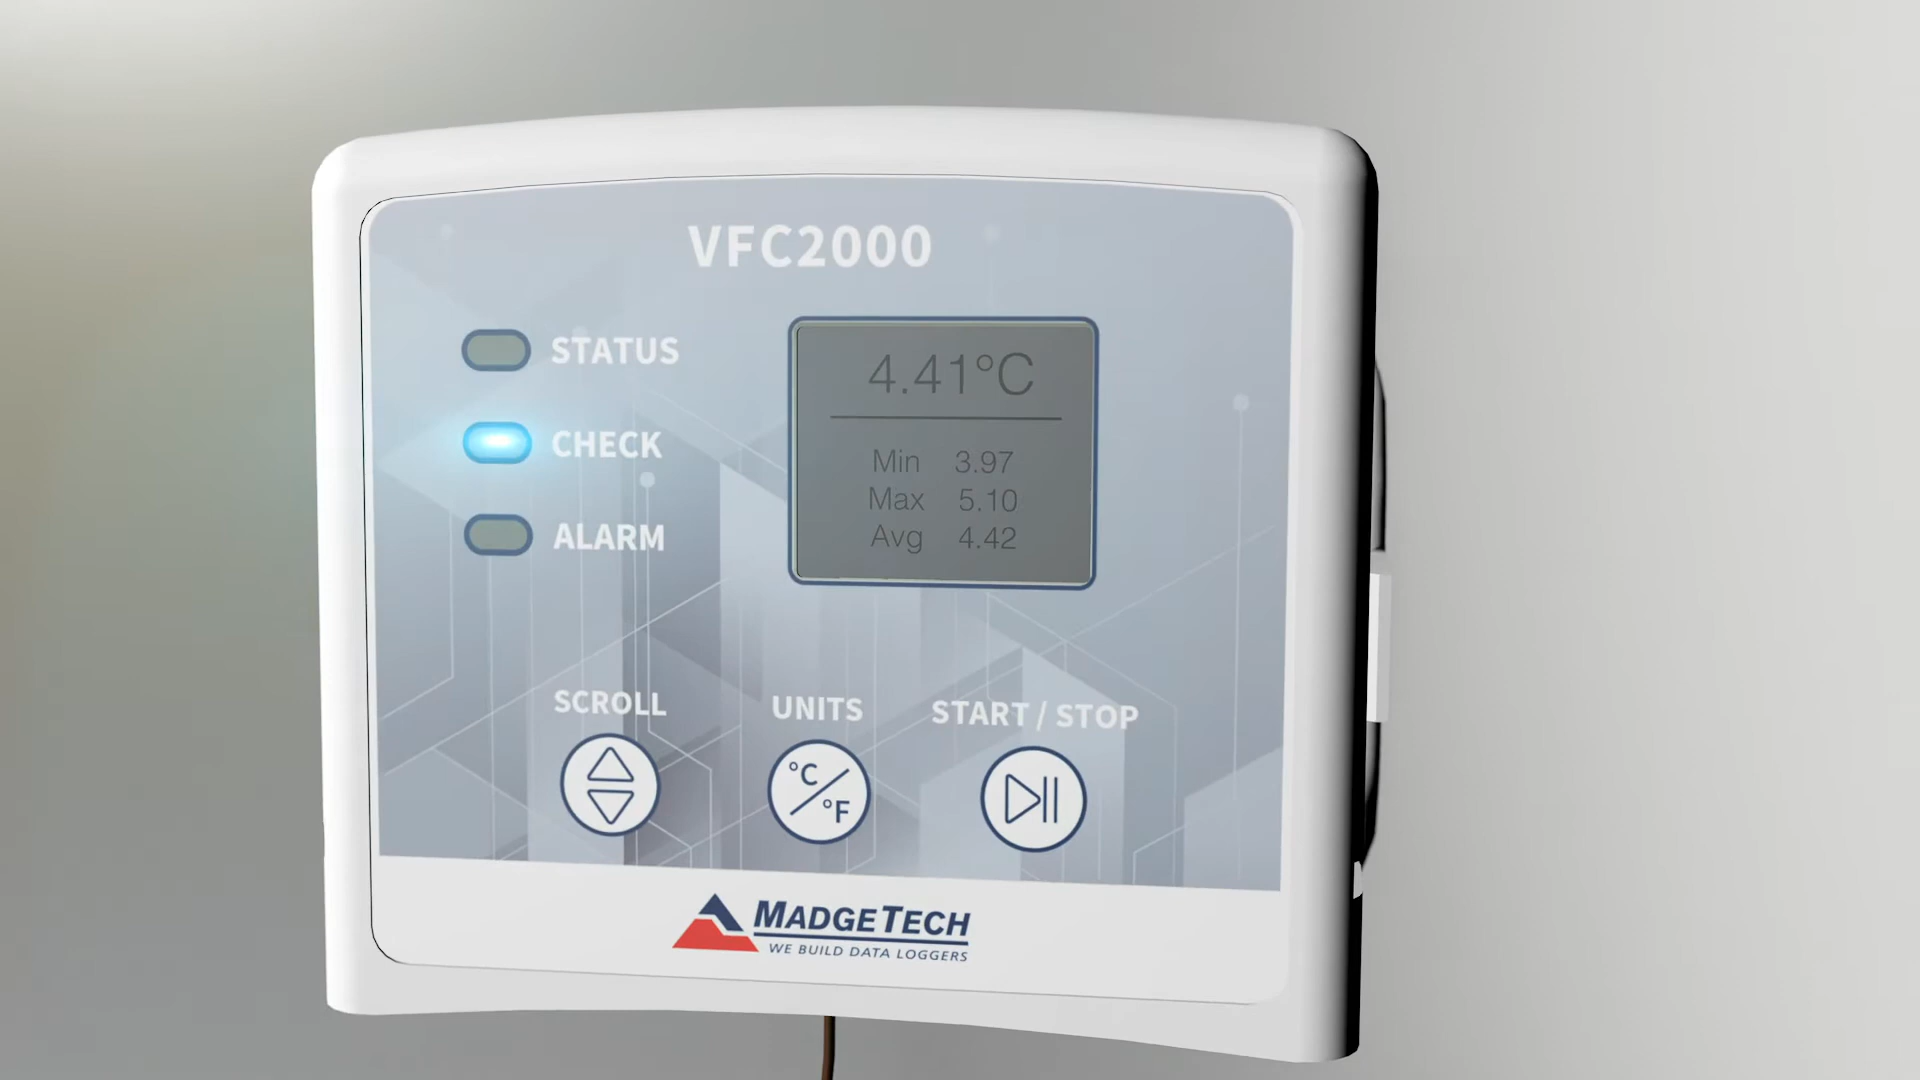 VFC2000
STATUS
CHECK
ALARM
4.41°C
Min 3.97
Max 5.10
Avg 4.42
SCROLL
UNITS
START / STOP
°C
°F
MADGETECH
WE BUILD DATA LOGGERS